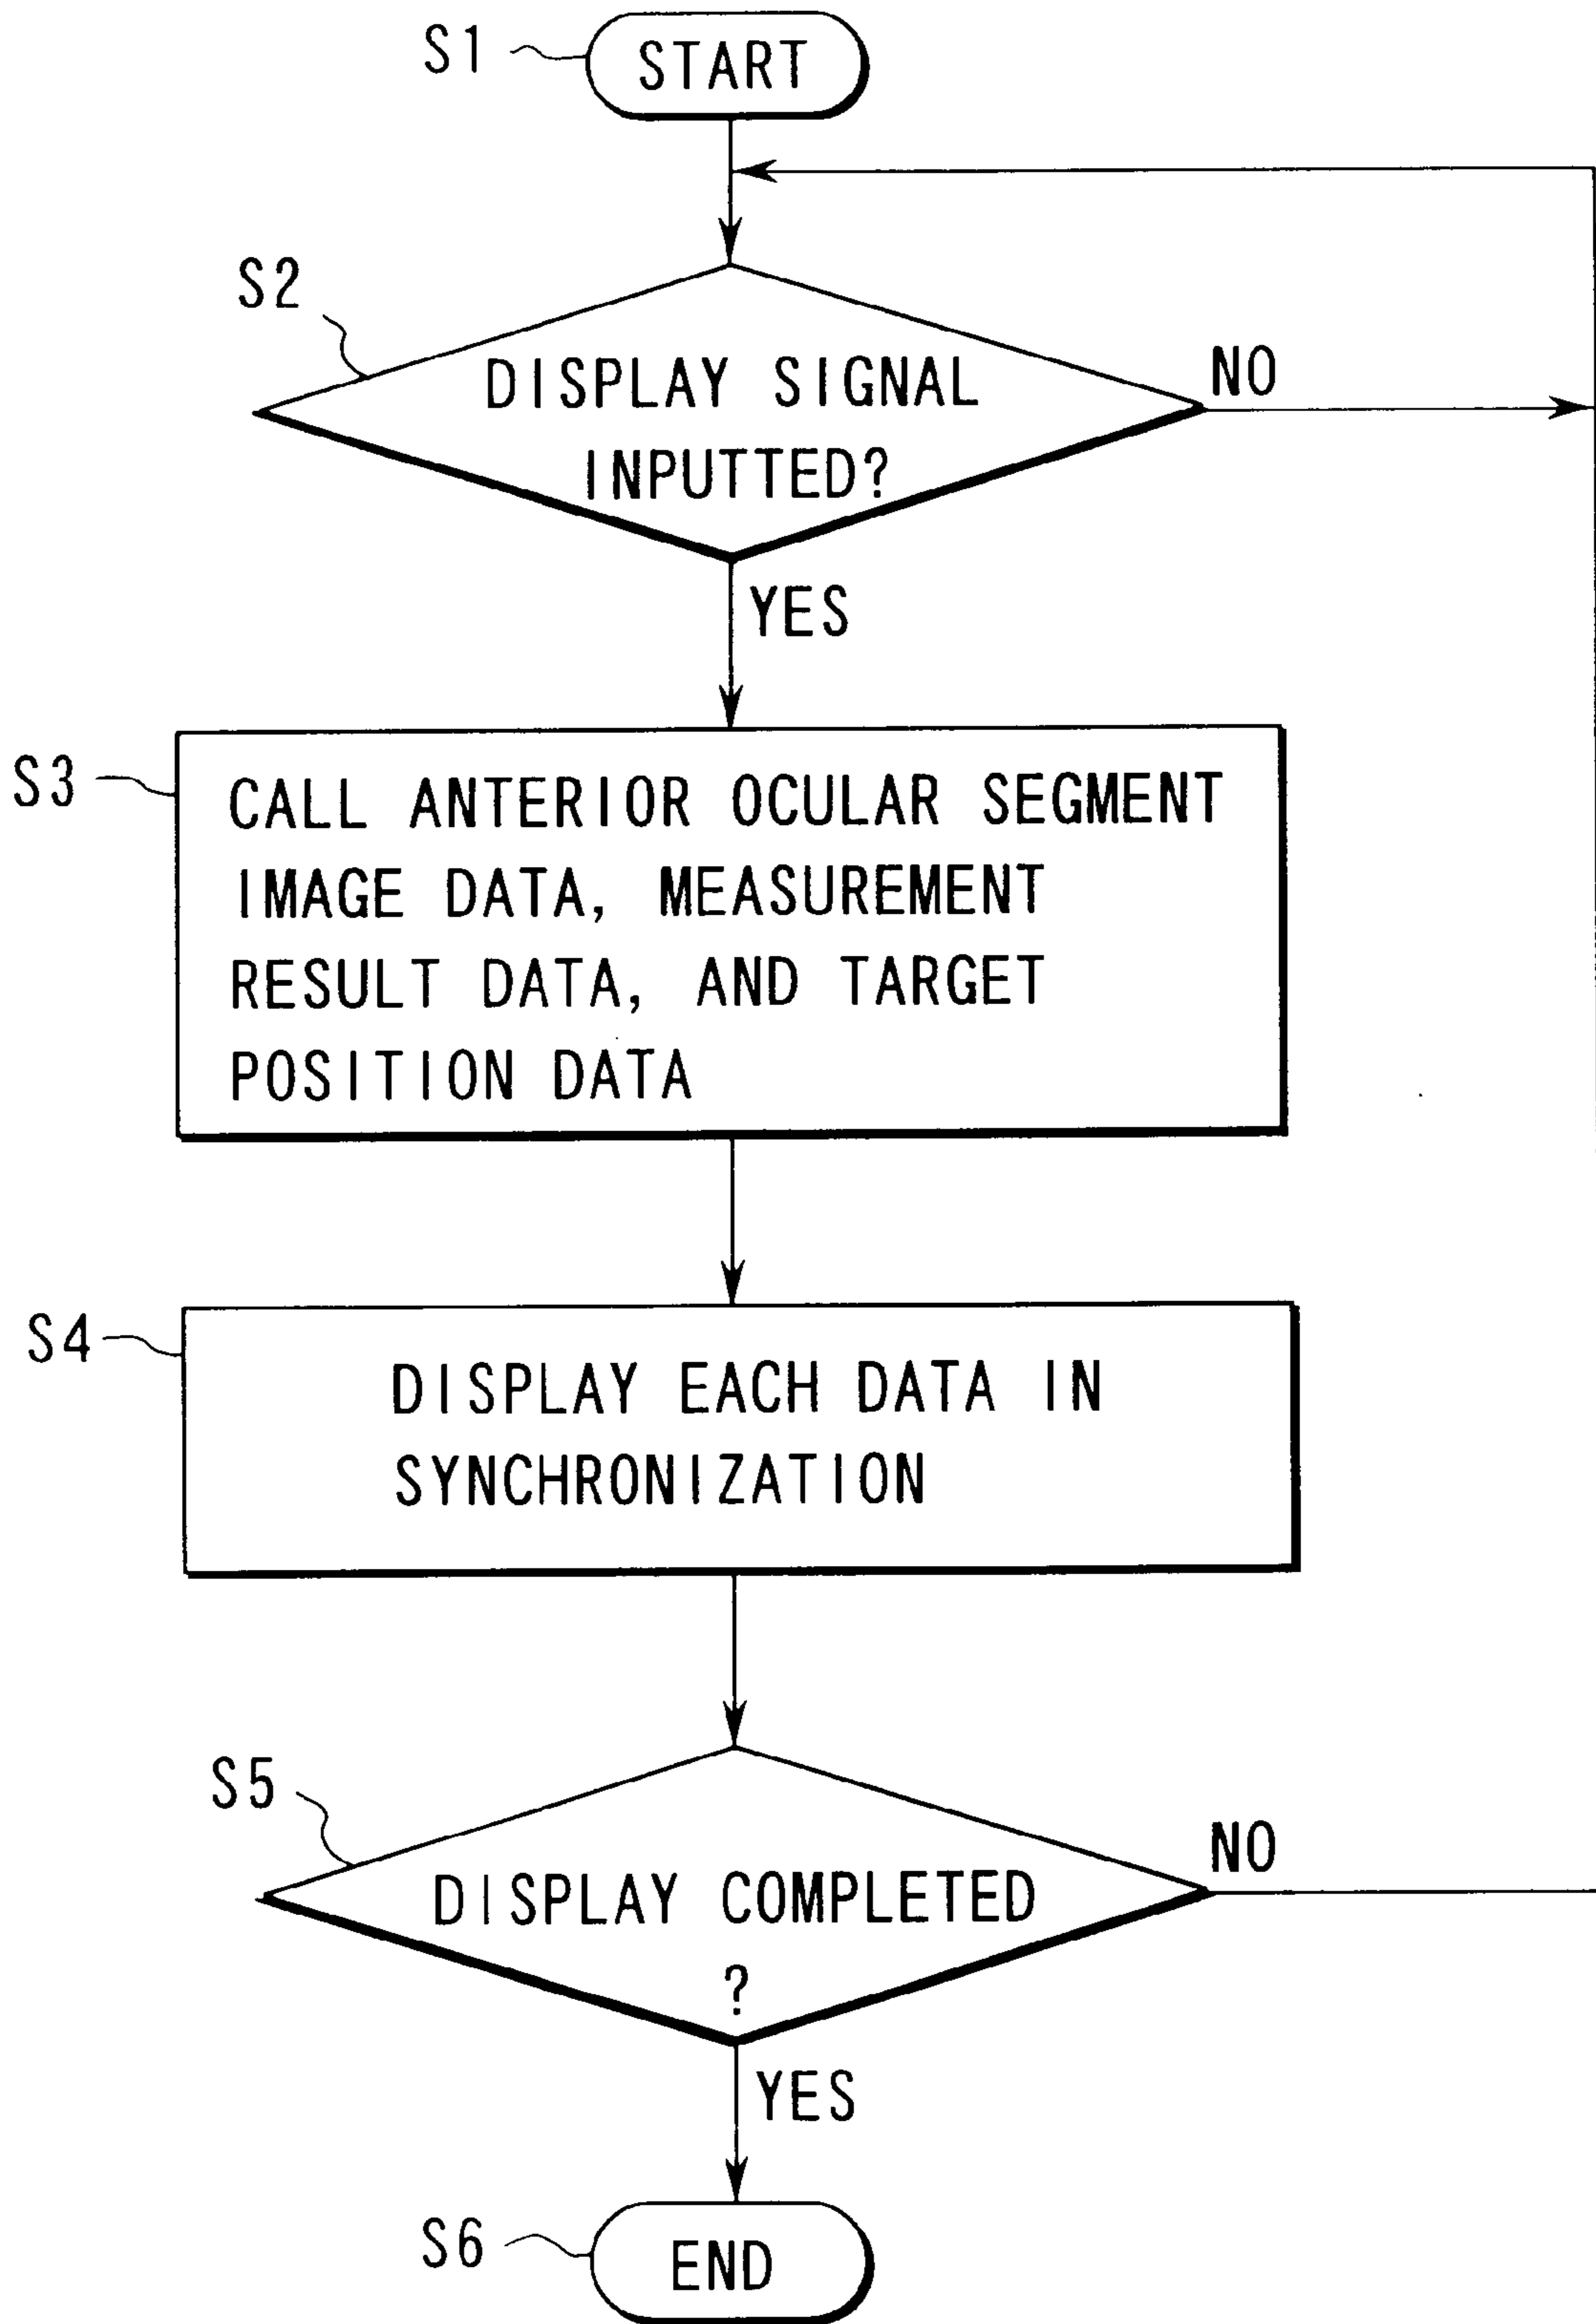 S1
START
S2
DISPLAY SIGNAL
INPUTTED?
NO
YES
S3
CALL ANTERIOR OCULAR SEGMENT
IMAGE DATA, MEASUREMENT
RESULT DATA, AND TARGET
POSITION DATA
S4
DISPLAY EACH DATA IN
SYNCHRONIZATION
S5
DISPLAY COMPLETED
?
NO
YES
S6
END